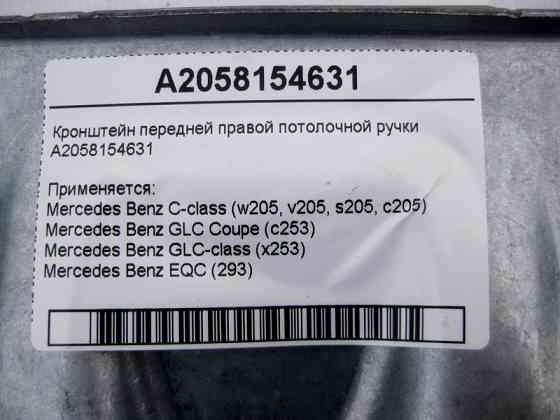 A2058154631
Кронштейн передней правой потолочной ручки
A2058154631
Применяется:
Mercedes Benz C-class (w205, v205, s205, c205)
Mercedes Benz GLC Coupe (c253)
Mercedes Benz GLC-class (x253)
Mercedes Benz EQC (293)